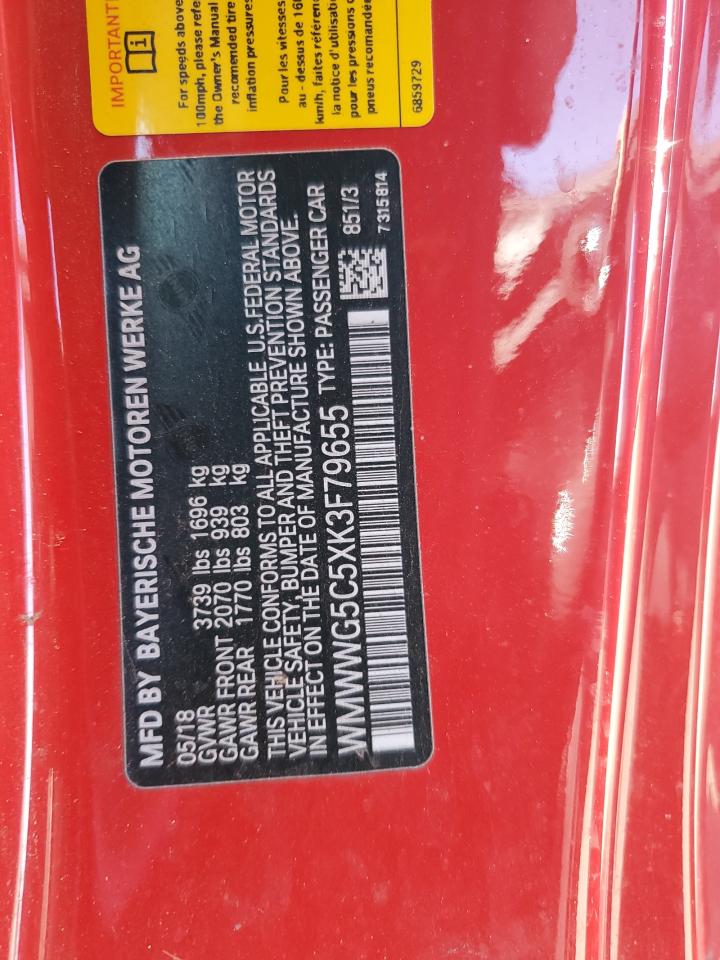 MFD BY BAYERISCHE MOTOREN WERKE AG
05/18
GVWR 3739 lbs 1696 kg
GAWR FRONT 2070 lbs 939 kg
GAWR REAR 1770 lbs 803 kg
THIS VEHICLE CONFORMS TO ALL APPLICABLE U.S.FEDERAL MOTOR
VEHICLE SAFETY, BUMPER AND THEFT PREVENTION STANDARDS
IN EFFECT ON THE DATE OF MANUFACTURE SHOWN ABOVE.
WMWWG5C5XK3F79655 TYPE: PASSENGER CAR
851/3
7315814
IMPORTANT
For speeds above
100mph, please refe
the Owner's Manual
recomended tire
inflation pressures
Pour les vitesses
au - dessus de 160
km/h, faites référen
la notice d'utilisatio
pour les pressions d
pneus recomandée
6859729